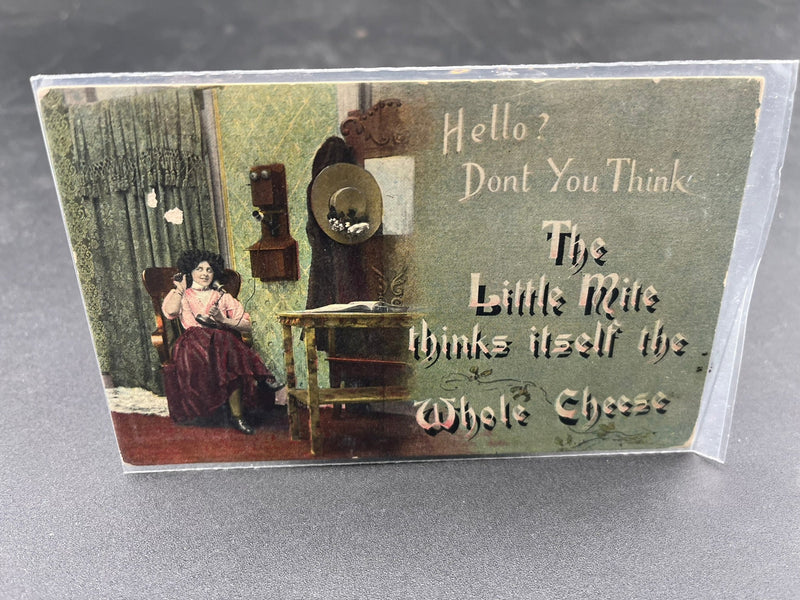 Hello?
Dont You Think
The
Little Mite
thinks itself the
Whole Cheese